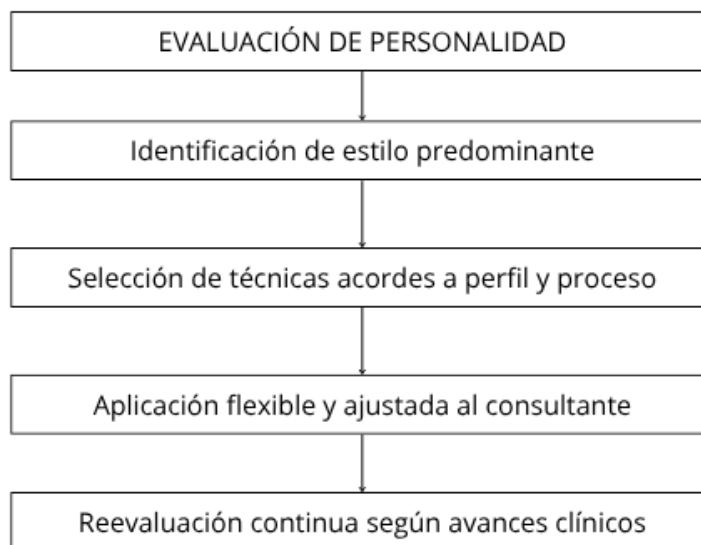 EVALUACIÓN DE PERSONALIDAD
Identificación de estilo predominante
Selección de técnicas acordes a perfil y proceso
Aplicación flexible y ajustada al consultante
Reevaluación continua según avances clínicos